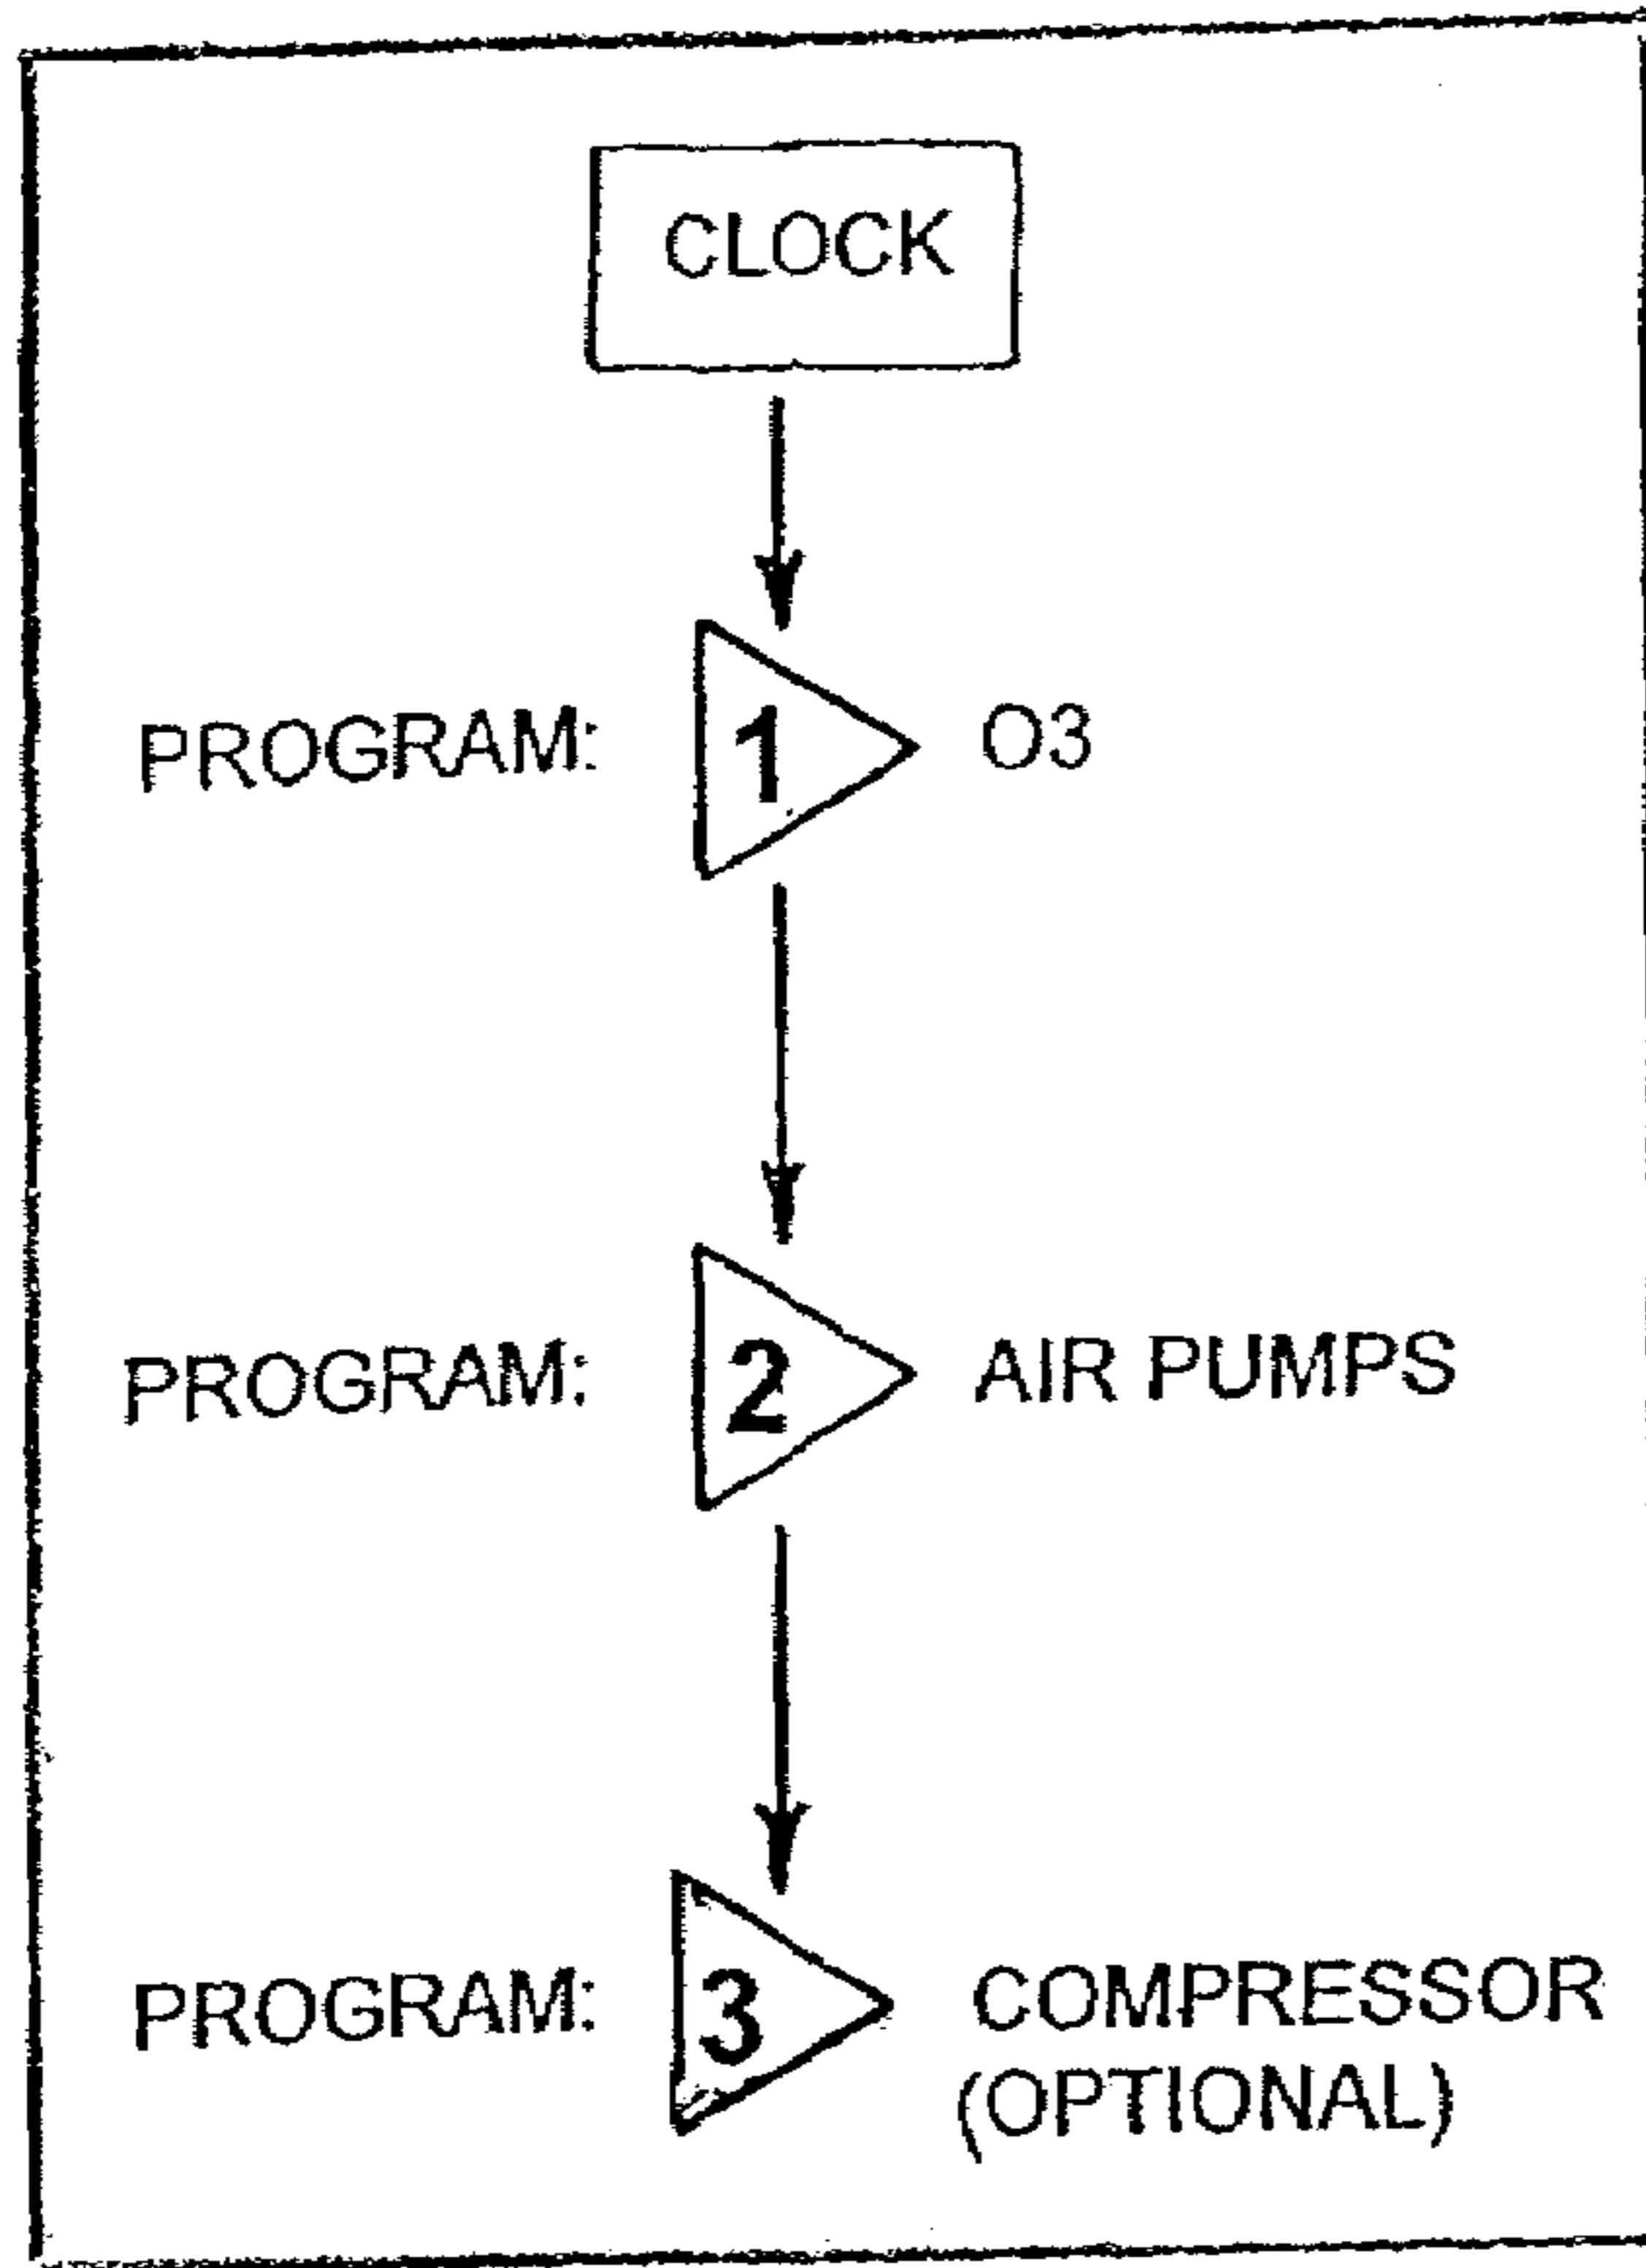 CLOCK
PROGRAM: 1 O3
PROGRAM: 2 AIR PUMPS
PROGRAM: 3 COMPRESSOR
(OPTIONAL)